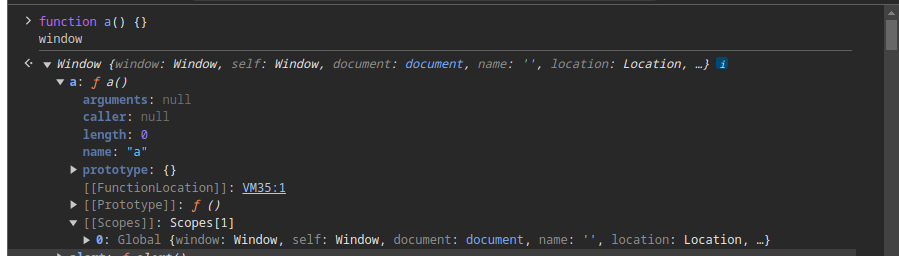 function a() {}
window
Window {window: Window, self: Window, document: document, name: '', location: Location, …} i
a: ƒ a()
arguments: null
caller: null
length: 0
name: "a"
prototype: {}
[[FunctionLocation]]: VM35:1
[[Prototype]]: ƒ ()
[[Scopes]]: Scopes[1]
0: Global {window: Window, self: Window, document: document, name: '', location: Location, …}